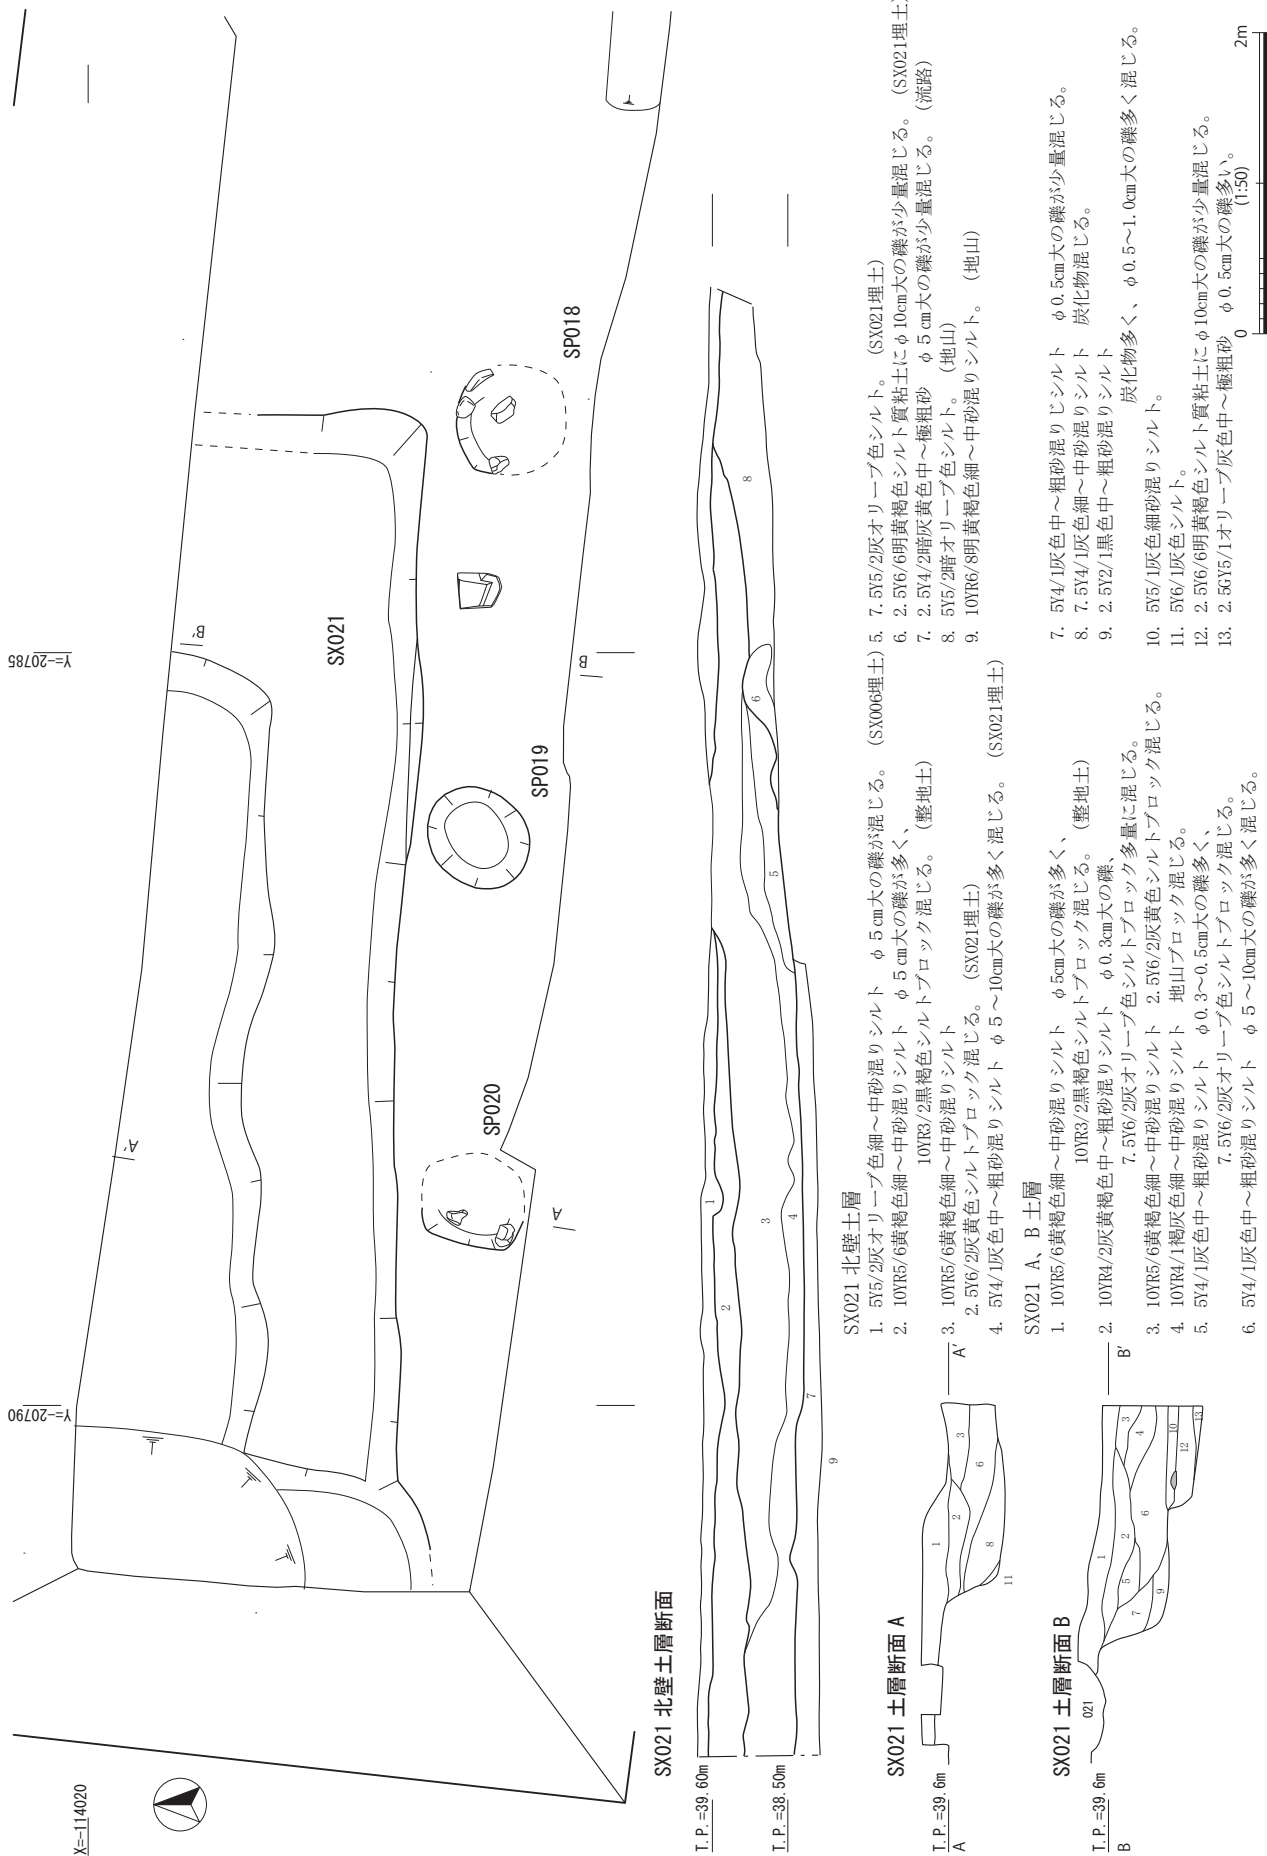 X=-114020
Y=-20790
Y=-20785
A'
B'
SX021
SP018
SP019
SP020
A
B
SX021 北壁土層断面
T.P.=39.60m
T.P.=38.50m
1
2
3
4
5
6
7
8
9
SX021 土層断面 A
T.P.=39.6m
A
A'
1
2
3
6
8
11
SX021 土層断面 B
T.P.=39.6m
B
B'
021
1
2
3
4
5
6
7
9
10
12
13
SX021 北壁土層
1. 5Y5/2灰オリーブ色細～中砂混りシルト φ5cm大の礫が混じる。 (SX006埋土)
2. 10YR5/6黄褐色細～中砂混りシルト φ5cm大の礫が多く、
10YR3/2黒褐色シルトブロック混じる。 (整地土)
3. 10YR5/6黄褐色細～中砂混りシルト
2.5Y6/2灰黄色シルトブロック混じる。 (SX021埋土)
4. 5Y4/1灰色中～粗砂混りシルト φ5～10cm大の礫が多く混じる。 (SX021埋土)
5. 7.5Y5/2灰オリーブ色シルト。 (SX021埋土)
6. 2.5Y6/6明黄褐色シルト質粘土にφ10cm大の礫が少量混じる。 (SX021埋土)
7. 2.5Y4/2暗灰黄色中～極粗砂 φ5cm大の礫が少量混じる。 (流路)
8. 5Y5/2暗オリーブ色シルト。 (地山)
9. 10YR6/8明黄褐色細～中砂混りシルト。 (地山)
SX021 A、B 土層
1. 10YR5/6黄褐色細～中砂混りシルト φ5cm大の礫が多く、
10YR3/2黒褐色シルトブロック混じる。 (整地土)
2. 10YR4/2灰黄褐色中～粗砂混りシルト φ0.3cm大の礫、
7.5Y6/2灰オリーブ色シルトブロック多量に混じる。
3. 10YR5/6黄褐色細～中砂混りシルト 2.5Y6/2灰黄色シルトブロック混じる。
4. 10YR4/1褐灰色細～中砂混りシルト 地山ブロック混じる。
5. 5Y4/1灰色中～粗砂混りシルト φ0.3～0.5cm大の礫多く、
7.5Y6/2灰オリーブ色シルトブロック混じる。
6. 5Y4/1灰色中～粗砂混りシルト φ5～10cm大の礫が多く混じる。
7. 5Y4/1灰色中～粗砂混りじシルト φ0.5cm大の礫が少量混じる。
8. 7.5Y4/1灰色細～中砂混りシルト 炭化物混じる。
9. 2.5Y2/1黒色中～粗砂混りシルト
炭化物多く、φ0.5～1.0cm大の礫多く混じる。
10. 5Y5/1灰色細砂混りシルト。
11. 5Y6/1灰色シルト。
12. 2.5Y6/6明黄褐色シルト質粘土にφ10cm大の礫が少量混じる。
13. 2.5GY5/1オリーブ灰色中～極粗砂 φ0.5cm大の礫多い。
0
(1:50)
2m